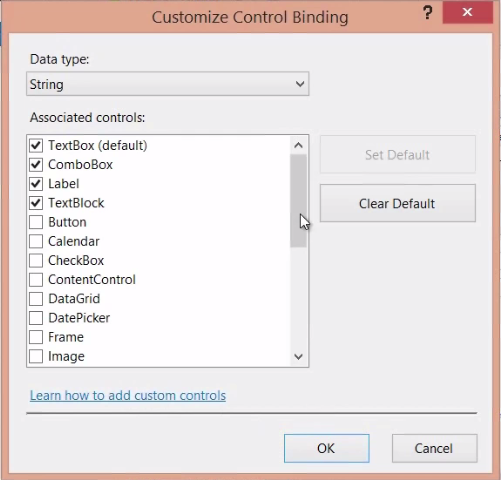 Customize Control Binding
?
Data type:
String
Associated controls:
TextBox (default)
ComboBox
Label
TextBlock
Button
Calendar
CheckBox
ContentControl
DataGrid
DatePicker
Frame
Image
Set Default
Clear Default
Learn how to add custom controls
OK
Cancel